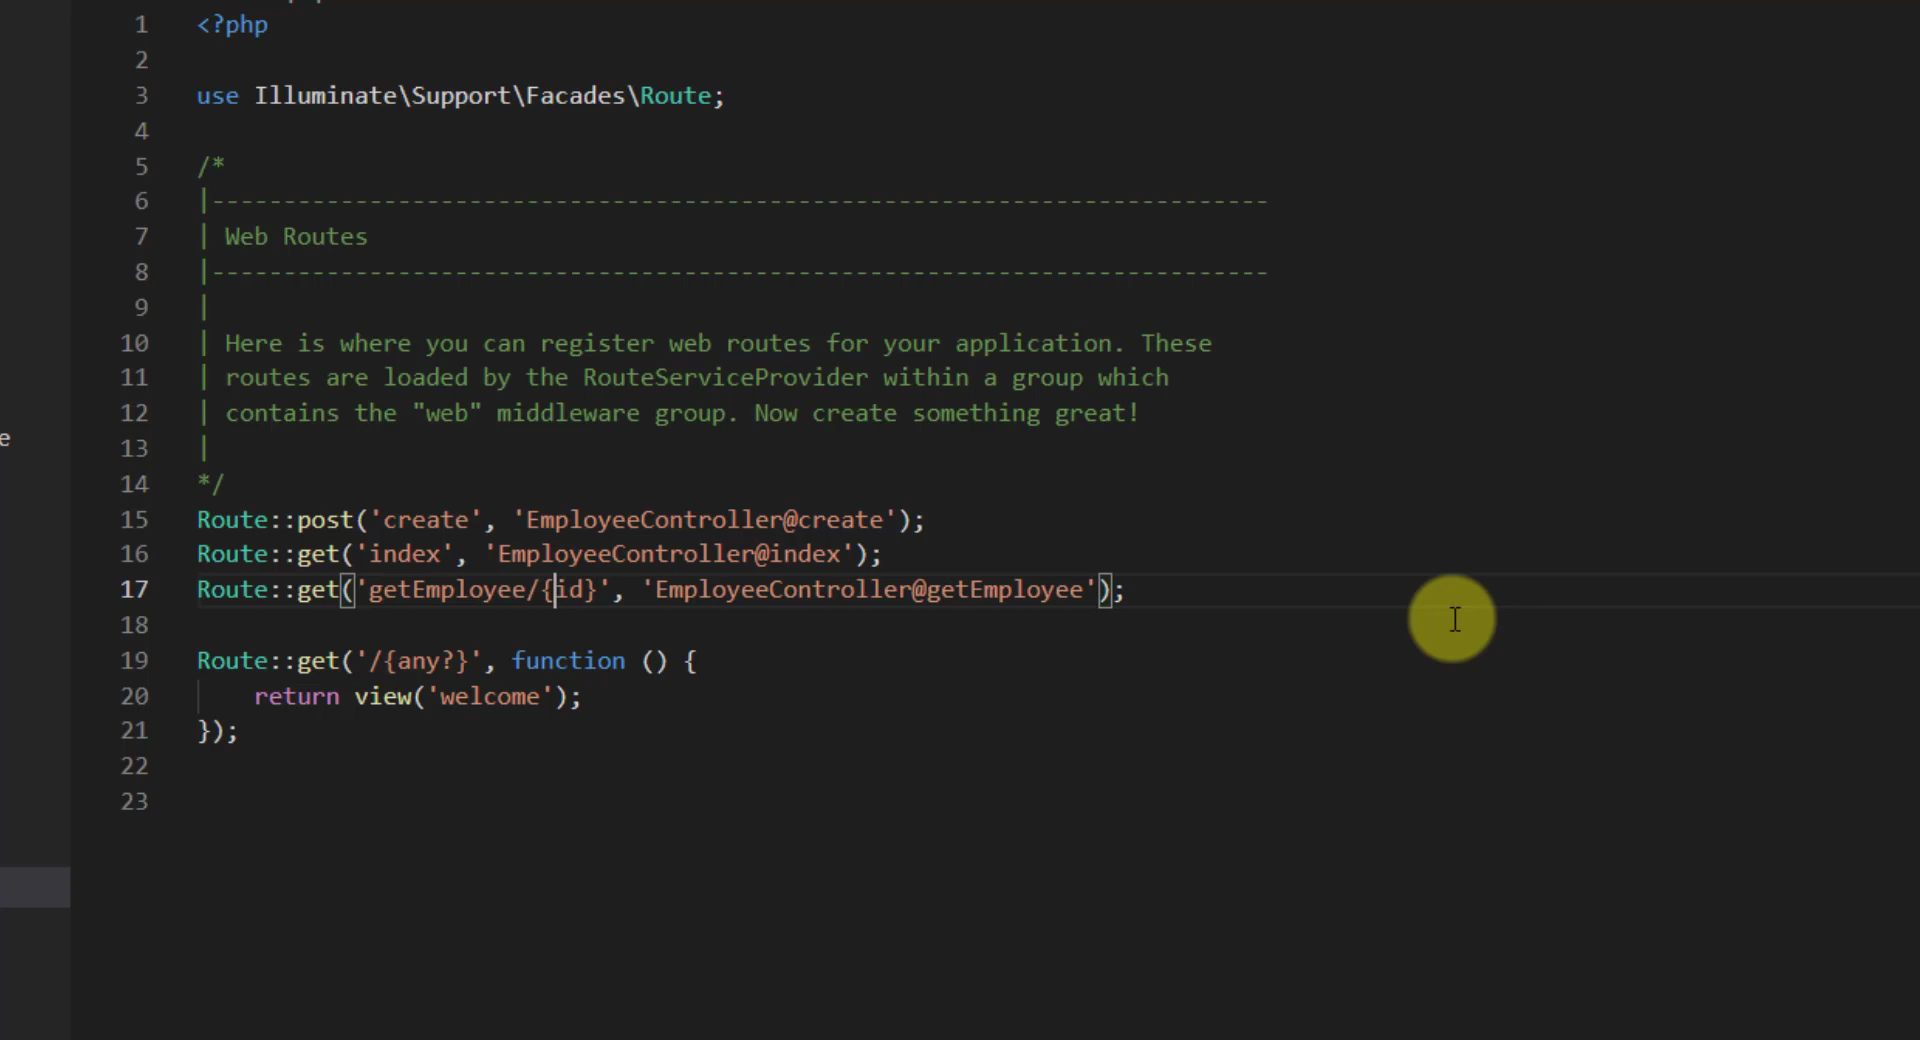 1 <?php
2
3 use Illuminate\Support\Facades\Route;
4
5 /*
6 |--------------------------------------------------------------------------
7 | Web Routes
8 |--------------------------------------------------------------------------
9 |
10 | Here is where you can register web routes for your application. These
11 | routes are loaded by the RouteServiceProvider within a group which
12 | contains the "web" middleware group. Now create something great!
13 |
14 */
15 Route::post('create', 'EmployeeController@create');
16 Route::get('index', 'EmployeeController@index');
17 Route::get('getEmployee/{id}', 'EmployeeController@getEmployee');
18
19 Route::get('/{any?}', function () {
20     return view('welcome');
21 });
22
23
e